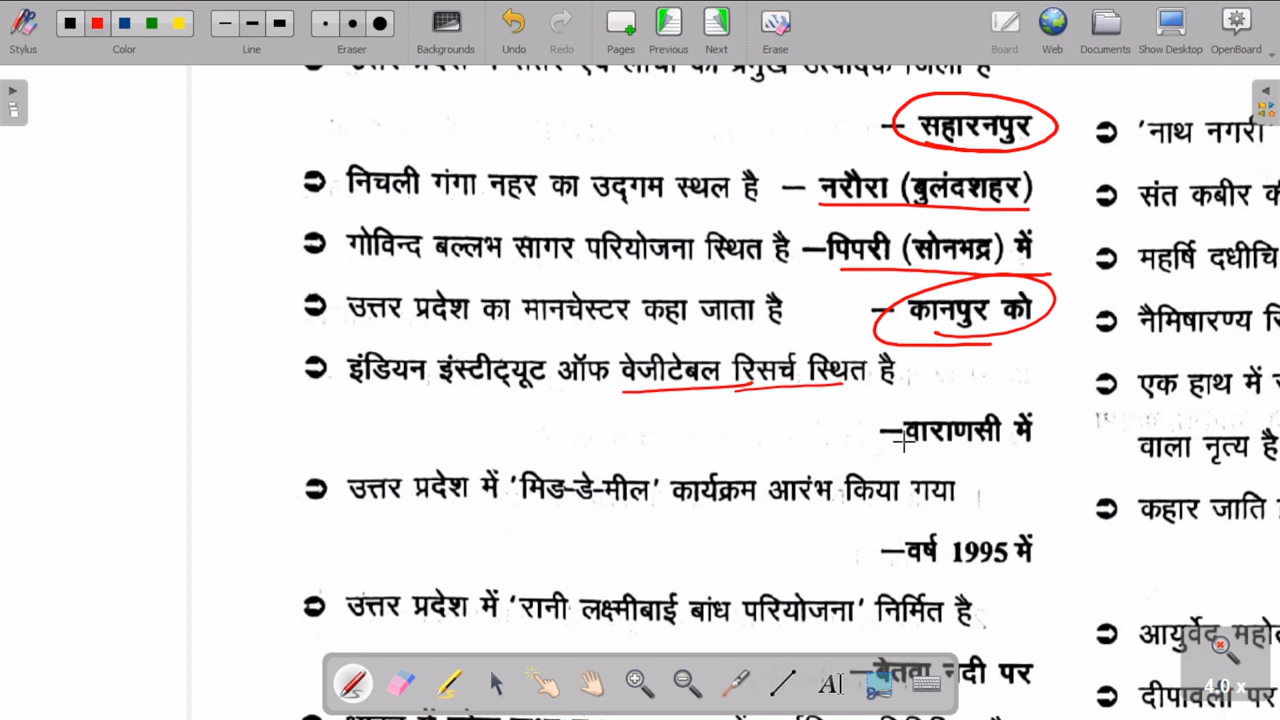 Stylus
Color
Line
Eraser
Backgrounds
Undo
Redo
Pages
Previous
Next
Erase
Board
Web
Documents
Show Desktop
OpenBoard
— सहारनपुर
निचली गंगा नहर का उद्गम स्थल है — नरौरा (बुलंदशहर)
गोविन्द बल्लभ सागर परियोजना स्थित है —पिपरी (सोनभद्र) में
उत्तर प्रदेश का मानचेस्टर कहा जाता है — कानपुर को
इंडियन इंस्टीट्यूट ऑफ वेजीटेबल रिसर्च स्थित है
—वाराणसी में
उत्तर प्रदेश में 'मिड-डे-मील' कार्यक्रम आरंभ किया गया
—वर्ष 1995 में
उत्तर प्रदेश में 'रानी लक्ष्मीबाई बांध परियोजना' निर्मित है
—बेतवा नदी पर
'नाथ नगरी'
संत कबीर
महर्षि दधीचि
नैमिषारण्य
एक हाथ में
वाला नृत्य है
कहार जाति
आयुर्वेद
दीपावली पर
4.0 x